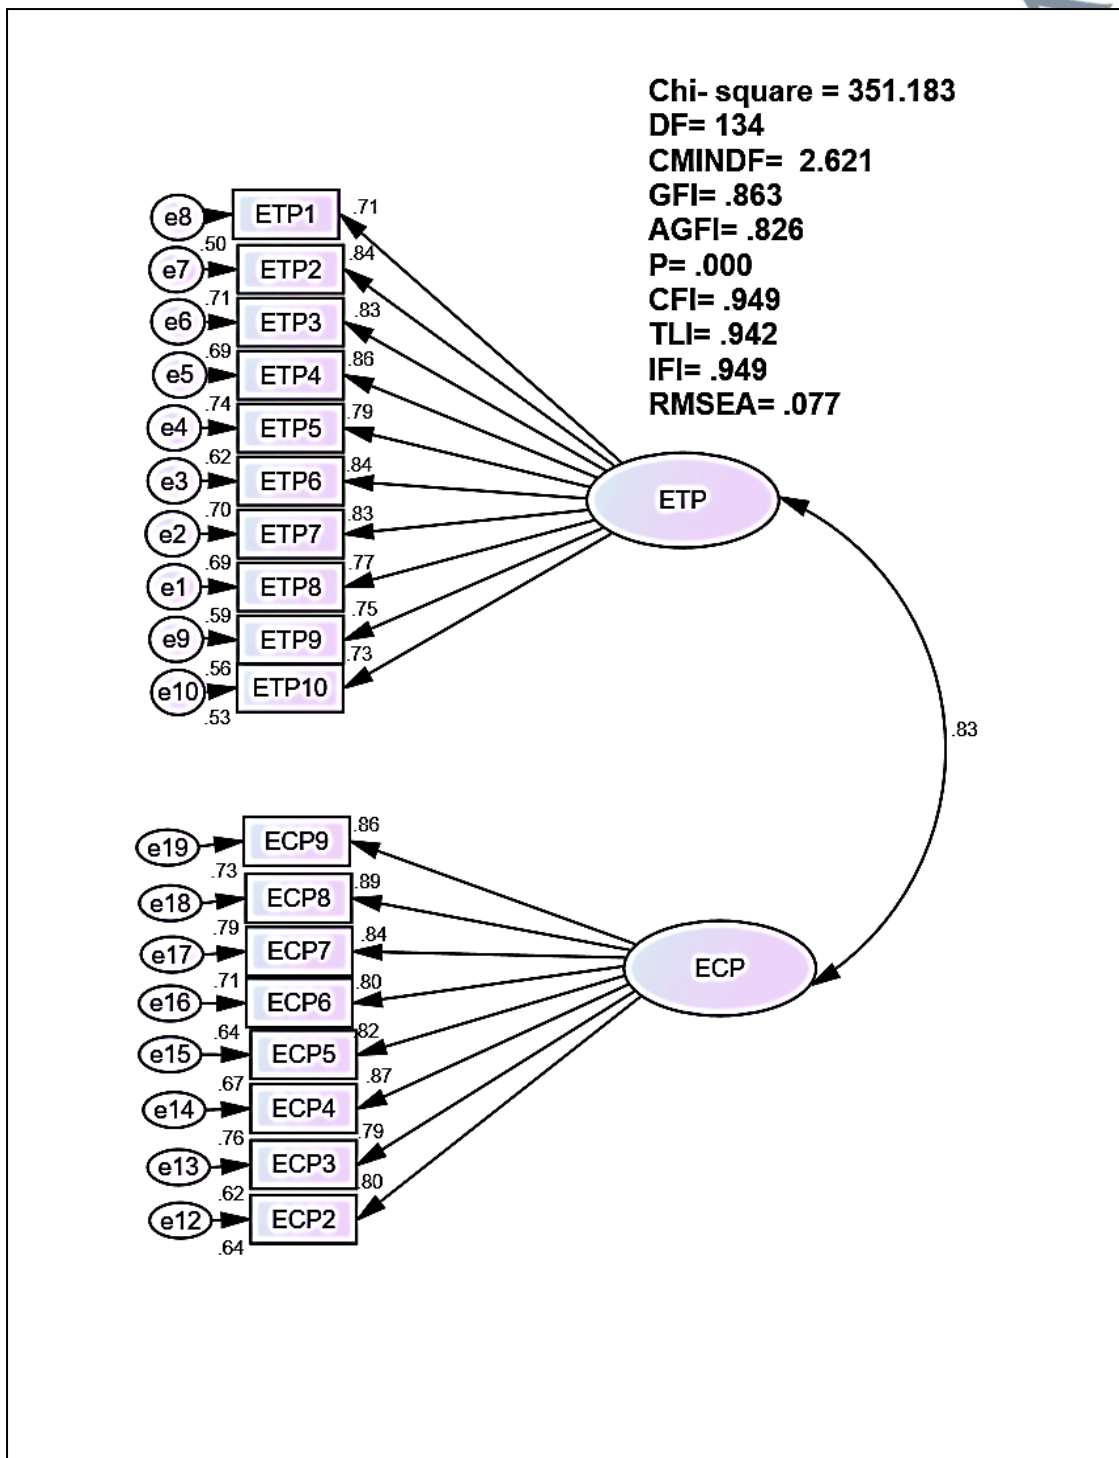 Chi- square = 351.183
DF= 134
CMINDF= 2.621
GFI= .863
AGFI= .826
P= .000
CFI= .949
TLI= .942
IFI= .949
RMSEA= .077
e8 ETP1 .71
.50
e7 ETP2 .84
.71
e6 ETP3 .83
.69
e5 ETP4 .86
.74
e4 ETP5 .79
.62
e3 ETP6 .84
.70
e2 ETP7 .83
.69
e1 ETP8 .77
.59
e9 ETP9 .75
.56
e10 ETP10 .73
.53
ETP
.83
e19 ECP9 .86
.73
e18 ECP8 .89
.79
e17 ECP7 .84
.71
e16 ECP6 .80
.64
e15 ECP5 .82
.67
e14 ECP4 .87
.76
e13 ECP3 .79
.62
e12 ECP2 .80
.64
ECP